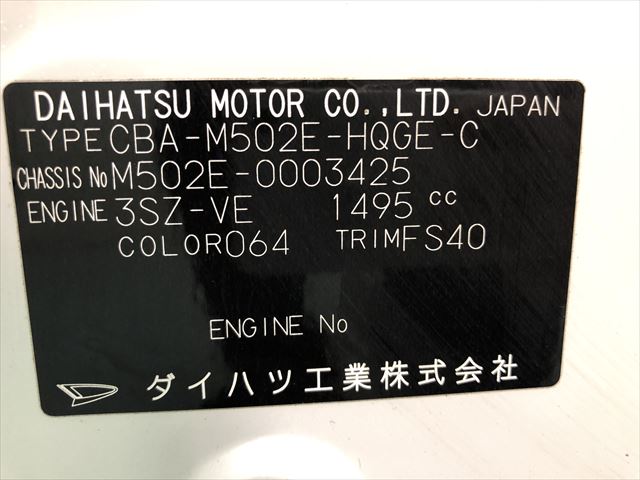 DAIHATSU MOTOR CO.,LTD. JAPAN
TYPE CBA-M502E-HQGE-C
CHASSIS No M502E-0003425
ENGINE 3SZ-VE 1495 cc
COLOR 064 TRIM FS40
ENGINE No
ダイハツ工業株式会社